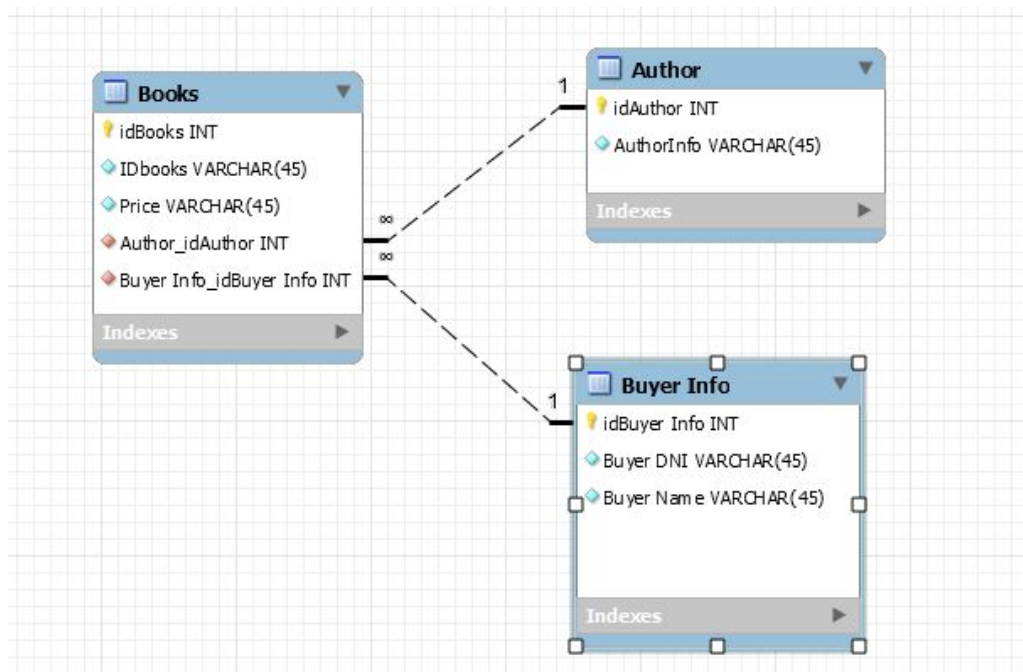 Books
idBooks INT
IDbooks VARCHAR(45)
Price VARCHAR(45)
Author_idAuthor INT
Buyer Info_idBuyer Info INT
Indexes
∞
∞
1
Author
idAuthor INT
AuthorInfo VARCHAR(45)
Indexes
1
Buyer Info
idBuyer Info INT
Buyer DNI VARCHAR(45)
Buyer Name VARCHAR(45)
Indexes